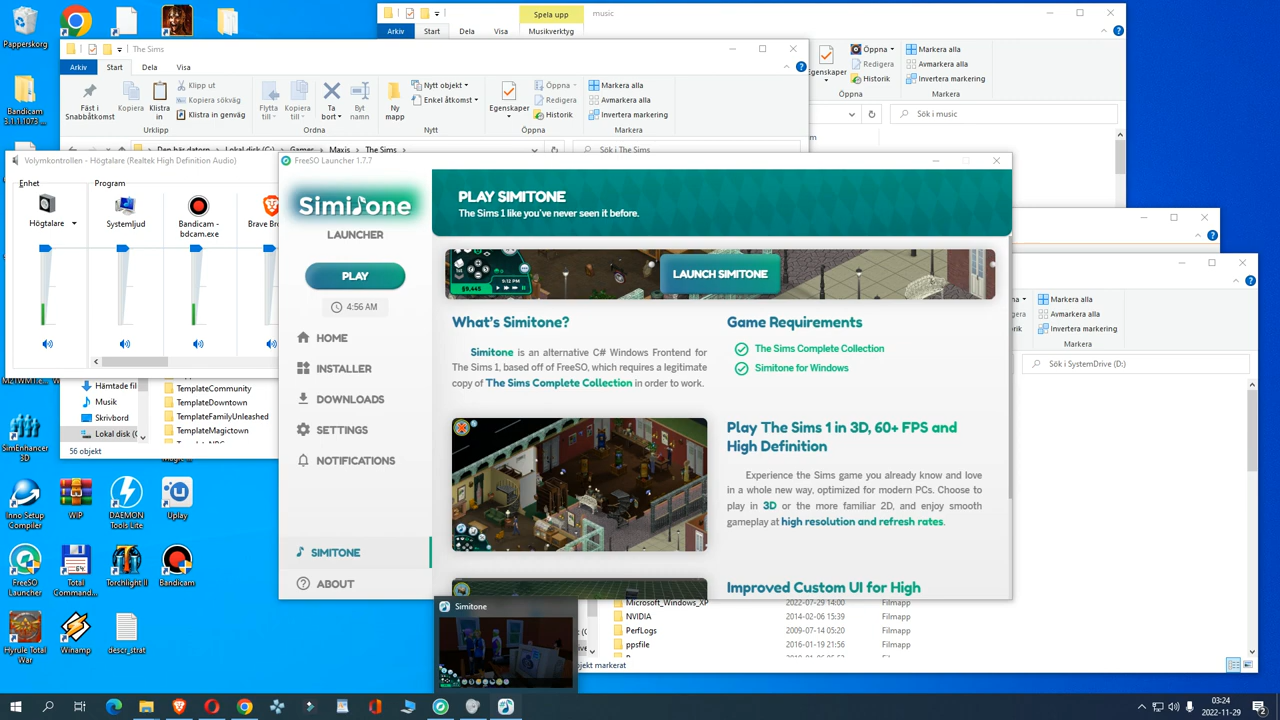 Papperskorg
Bandicam
3.1.1.1073 ...
SimEnhancer
3D
Inno Setup
Compiler
WIP
DAEMON
Tools Lite
Uplay
FreeSO
Launcher
Total
Comman...
Torchlight II
Bandicam
Hyrule Total
War
Winamp
descr_strat
Spela upp
music
Arkiv
Start
Dela
Visa
Musikverktyg
Öppna
Redigera
Historik
Egenskaper
Öppna
Markera alla
Avmarkera alla
Invertera markering
Markera
Sök i music
The Sims
Arkiv
Start
Dela
Visa
Fäst i
Snabbåtkomst
Kopiera
Klistra
in
Klipp ut
Kopiera sökväg
Klistra in genväg
Urklipp
Flytta
till
Kopiera
till
Ta
bort
Byt
namn
Ordna
Ny
mapp
Nytt objekt
Enkel åtkomst
Nytt
Egenskaper
Öppna
Redigera
Historik
Öppna
Markera alla
Avmarkera alla
Invertera markering
Markera
Den här datorn
Lokal disk (C:)
Games
Maxis
The Sims
Sök i The Sims
Volymkontrollen - Högtalare (Realtek High Definition Audio)
Enhet
Program
Högtalare
Systemljud
Bandicam -
bdcam.exe
Brave Bro
Hämtade fil
Musik
Skrivbord
Lokal disk (C
TemplateCommunity
TemplateDowntown
TemplateFamilyUnleashed
TemplateMagictown
56 objekt
FreeSO Launcher 1.7.7
Simitone
LAUNCHER
PLAY
4:56 AM
HOME
INSTALLER
DOWNLOADS
SETTINGS
NOTIFICATIONS
SIMITONE
ABOUT
PLAY SIMITONE
The Sims 1 like you've never seen it before.
LAUNCH SIMITONE
What's Simitone?
Simitone is an alternative C# Windows Frontend for
The Sims 1, based off of FreeSO, which requires a legitimate
copy of The Sims Complete Collection in order to work.
Game Requirements
The Sims Complete Collection
Simitone for Windows
Play The Sims 1 in 3D, 60+ FPS and
High Definition
Experience the Sims game you already know and love
in a whole new way, optimized for modern PCs. Choose to
play in 3D or the more familiar 2D, and enjoy smooth
gameplay at high resolution and refresh rates.
Improved Custom UI for High
Markera alla
Avmarkera alla
Invertera markering
Markera
Sök i SystemDrive (D:)
Microsoft_Windows_XP
2022-07-29 14:00
Filmapp
NVIDIA
2014-02-06 15:39
Filmapp
PerfLogs
2009-07-14 05:20
Filmapp
ppsfile
2016-01-19 21:56
Filmapp
Simitone
03:24
2022-11-29